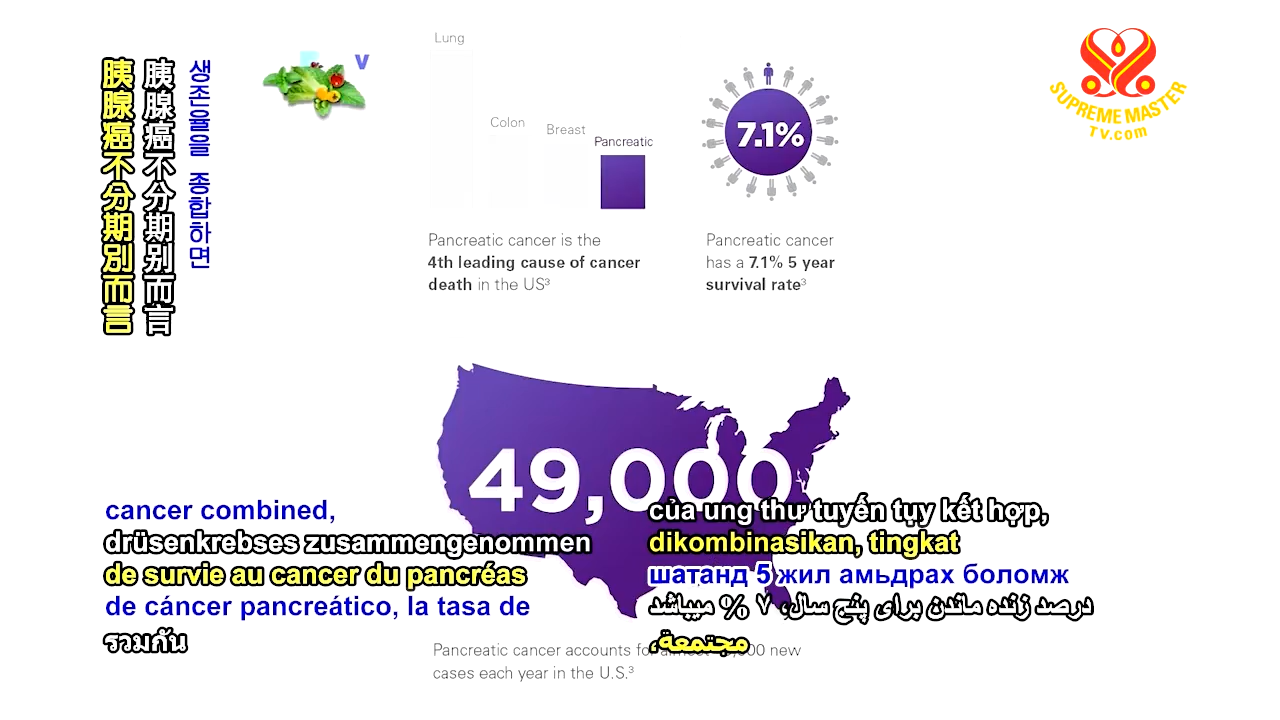 胰腺癌不分期別而言
胰腺癌不分期别而言
생존율을 종합하면
V
Lung
Colon
Breast
Pancreatic
Pancreatic cancer is the
4th leading cause of cancer
death in the US³
7.1%
Pancreatic cancer
has a 7.1% 5 year
survival rate³
SUPREME MASTER
TV.com
49,000
cancer combined,
drüsenkrebses zusammengenommen
de survie au cancer du pancréas
de cáncer pancreático, la tasa de
รวมกัน
của ung thư tuyến tụy kết hợp,
dikombinasikan, tingkat
шатанд 5 жил амьдрах боломж
درصد زنده ماندن برای پنج سال، ۷ % میباشد
مجتمعة،
Pancreatic cancer accounts for almost 49,000 new
cases each year in the U.S.³